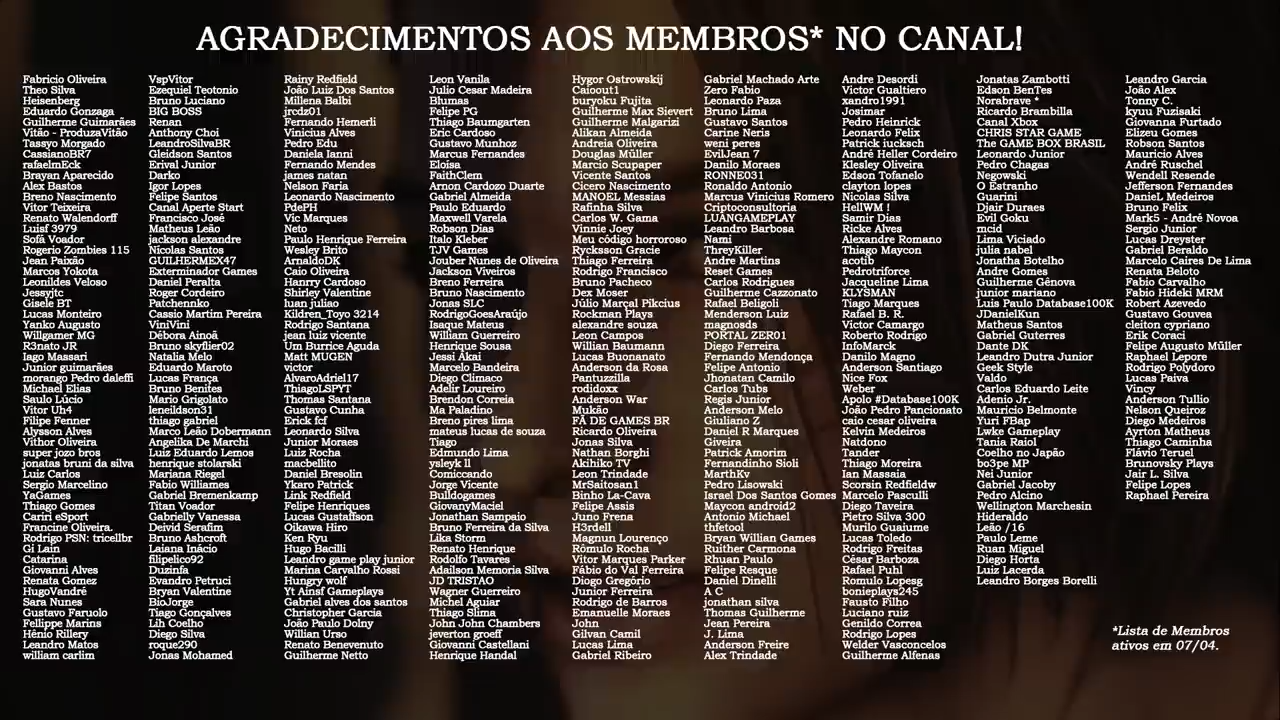 AGRADECIMENTOS AOS MEMBROS* NO CANAL!
Fabricio Oliveira
Theo Silva
Heisenberg
Eduardo Gonzaga
Guilherme Guimarães
Vitão - ProduzaVitão
Tassyo Morgado
CassianoBR7
rafaelmEck
Brayan Aparecido
Alex Bastos
Breno Nascimento
Vitor Teixeira
Renato Walendorff
Luisf 3979
Sofá Voador
Rogerio Zombies 115
Jean Paixão
Marcos Yokota
Leonildes Veloso
Jessyitc
Gisele BT
Lucas Monteiro
Yanko Augusto
Willgamer MG
R3nato JR
Iago Massari
Junior guimarães
morango Pedro daleffi
Michael Elias
Saulo Lúcio
Vitor Uh4
Filipe Fenner
Alysson Alves
Vithor Oliveira
super jozo bros
jonatas bruni da silva
Luiz Carlos
Sergio Marcelino
YaGames
Thiago Gomes
Cariri eSport
Francine Oliveira.
Rodrigo PSN: tricellbr
Gi Lain
Catarina
Giovanni Alves
Renata Gomez
HugoVandré
Sara Nunes
Gustavo Faruolo
Fellippe Marins
Hênio Rillery
Leandro Matos
william carlim
VspVitor
Ezequiel Teotonio
Bruno Luciano
BIG BOSS
Renan
Anthony Choi
LeandroSilvaBR
Gleidson Santos
Erival Junior
Darko
Igor Lopes
Felipe Santos
Canal Aperte Start
Francisco José
Matheus Leão
jackson alexandre
Nícolas Santos
GUILHERMEX47
Exterminador Games
Daniel Peralta
Roger Cordeiro
Patchenko
Cassio Martim Pereira
ViniVini
Débora Ainoã
Bruno skyflier02
Natalia Melo
Eduardo Maroto
Lucas França
Bruno Benites
Mario Grigolato
leneildson31
thiago gabriel
Marco Leão Dobermann
Angelika De Marchi
Luiz Eduardo Lemos
henrique stolarski
Mariana Riegel
Fabio Williames
Gabriel Bremenkamp
Titan Voador
Gabrielly Vanessa
Deivid Serafim
Bruno Ashcroft
Laiana Inácio
filipelico92
Duzinfa
Evandro Petruci
Bryan Valentine
BioJorge
Tiago Gonçalves
Lih Coelho
Diego Silva
roque290
Jonas Mohamed
Rainy Redfield
João Luiz Dos Santos
Millena Balbi
jrodz01
Fernando Hemerli
Vinicius Alves
Pedro Edu
Daniela Ianni
Fernando Mendes
james natan
Nelson Faria
Leonardo Nascimento
PdePH
Vic Marques
Neto
Paulo Henrique Ferreira
Wesley Brito
ArnaldoDK
Caio Oliveira
Hanrry Cardoso
Shirley Valentine
luan juliao
Kildren_Toyo 3214
Rodrigo Santana
jean luiz vicente
Um Burrice Aguda
Matt MUGEN
victor
AlvaroAdriel17
ThiagoLSPYT
Thomas Santana
Gustavo Cunha
Erick fcf
Leonardo Silva
Junior Moraes
Luiz Rocha
macbellito
Daniel Bresolin
Ykaro Patrick
Link Redfield
Felipe Henriques
Lucas Gustaffson
Oikawa Hiro
Ken Ryu
Hugo Bacilli
Leandro game play junior
Marina Carvalho Rossi
Hungry wolf
Yt Ainsf Gameplays
Gabriel alves dos santos
Christopher Garcia
João Paulo Dolny
Willian Urso
Renato Benevenuto
Guilherme Netto
Leon Vanila
Julio Cesar Madeira
Blumas
Felipe PG
Thiago Baumgarten
Eric Cardoso
Gustavo Munhoz
Marcus Fernandes
Eloisa
FaithClem
Arnon Cardozo Duarte
Gabriel Almeida
Paulo Eduardo
Maxwell Varela
Robson Dias
Italo Kleber
TJV Games
Jouber Nunes de Oliveira
Jackson Viveiros
Breno Ferreira
Bruno Nascimento
Jonas SLC
RodrigoGoesAraújo
Isaque Mateus
William Guerreiro
Henrique Sousa
Jessi Akai
Marcelo Bandeira
Diego Climaco
Adelir Loureiro
Brendon Correia
Ma Paladino
Breno pires lima
mateus lucas de souza
Tiago
Edmundo Lima
ysleyk ll
Comicsendo
Jorge Vicente
Bulldogames
GiovanyMaciel
Jonathan Sampaio
Bruno Ferreira da Silva
Lika Storm
Renato Henrique
Rodolfo Tavares
Adailson Memoria Silva
JD TRISTAO
Wagner Guerreiro
Michel Aguiar
Thiago Slima
John John Chambers
jeverton groeff
Giovanni Castellani
Henrique Handal
Hygor Ostrowskij
Caioout1
buryoku Fujita
Guilherme Max Sievert
Guilherme Malgarizi
Alikan Almeida
Andreia Oliveira
Douglas Müller
Marcio Scupaper
Vicente Santos
Cicero Nascimento
MANOEL Messias
Rafinha Silva
Carlos W. Gama
Vinnie Joey
Meu código horroroso
Rycksson Gracie
Thiago Ferreira
Rodrigo Francisco
Bruno Pacheco
Dex Moser
Júlio Marçal Pikcius
Rockman Plays
alexandre souza
Leon Campos
Willian Baumann
Lucas Buonanato
Anderson da Rosa
Pantuzzilla
rodidoxx
Anderson War
Mukão
FÃ DE GAMES BR
Ricardo Oliveira
Jonas Silva
Nathan Borghi
Akihiko TV
Leon Trindade
MrSaitosan1
Binho La-Cava
Felipe Assis
Juno Frena
H3rdell
Magnun Lourenço
Rômulo Rocha
Vitor Marques Parker
Fábio do Val Ferreira
Diogo Gregório
Junior Ferreira
Rodrigo de Barros
Emanuelle Moraes
John
Gilvan Camil
Lucas Lima
Gabriel Ribeiro
Gabriel Machado Arte
Zero Fabio
Leonardo Paza
Bruno Lima
Gustavo Santos
Carine Neris
weni peres
EvilJean 7
Danilo Moraes
RONNE031
Ronaldo Antonio
Marcus Vinicius Romero
Criptoconsultoria
LUANGAMEPLAY
Leandro Barbosa
Nami
ThreyKiller
André Martins
Reset Games
Carlos Rodrigues
Guilherme Cazzonato
Rafael Beligoli
Menderson Luiz
magnosds
PORTAL ZER01
Diego Ferreira
Fernando Mendonça
Felipe Antonio
Jhonatan Camilo
Carlos Tubs
Regis Junior
Anderson Melo
Giuliano Z
Daniel R Marques
Giveira
Patrick Amorim
Fernandinho Sioli
MarthKv
Pedro Lisowski
Israel Dos Santos Gomes
Maycon android2
Antonio Michael
thfetool
Bryan Willian Games
Ruither Carmona
Rhuan Paulo
Felipe Resque
Daniel Dinelli
A C
jonathan silva
Thomas Guilherme
Jean Pereira
J. Lima
Anderson Freire
Alex Trindade
Andre Desordi
Victor Gualtiero
xandro1991
Josimar
Pedro Heinrick
Leonardo Felix
Patrick iucksch
André Heller Cordeiro
Klesley Oliveira
Edson Tofanelo
clayton lopes
Nicolas Silva
HellWM !
Samir Dias
Ricke Alves
Alexandre Romano
Thiago Maycon
acotib
Pedrotriforce
Jacqueline Lima
KLYSMAN
Tiago Marques
Rafael B. R.
Victor Camargo
Roberto Rodrigo
InfoMarck
Danilo Magno
Anderson Santiago
Nice Fox
Weber
Apolo #Database100K
João Pedro Pancionato
caio cesar oliveira
Kelvin Medeiros
Natdono
Tander
Thiago Moreira
Ian Massaia
Scorsin Redfieldw
Marcelo Pasculli
Diego Taveira
Pietro Silva 300
Murilo Guaiume
Lucas Toledo
Rodrigo Freitas
César Barboza
Rafael Puhl
Romulo Lopesg
bonieplays245
Fausto Filho
Luciano ruiz
Genildo Correa
Rodrigo Lopes
Welder Vasconcelos
Guilherme Alfenas
Jonatas Zambotti
Edson BenTes
Norabrave *
Ricardo Brambilla
Canal Xbox
CHRIS STAR GAME
The GAME BOX BRASIL
Leonardo Junior
Pedro Chagas
Negowski
O Estranho
Guarini
Djair Duraes
Evil Goku
mcid
Lima Viciado
julia nabel
Jonatha Botelho
Andre Gomes
Guilherme Gênova
junior mariano
Luis Paulo Database100K
JDanielKun
Matheus Santos
Gabriel Guterres
Dante DK
Leandro Dutra Junior
Geek Style
Valdo
Carlos Eduardo Leite
Adenio Jr.
Mauricio Belmonte
Yuri FBap
Lwke Gameplay
Tania Raiol
Coelho no Japão
bo3pe MP
Nei Junior
Gabriel Jacoby
Pedro Alcino
Wellington Marchesin
Hideraldo
Leão /16
Paulo Leme
Ruan Miguel
Diego Horta
Luiz Lacerda
Leandro Borges Borelli
Leandro Garcia
João Alex
Tonny C.
kyuu Fuzisaki
Giovanna Furtado
Elizeu Gomes
Robson Santos
Mauricio Alves
André Ruschel
Wendell Resende
Jefferson Fernandes
DanieL Medeiros
Bruno Felix
Mark5 - André Novoa
Sergio Junior
Lucas Dreyster
Gabriel Beraldo
Marcelo Caires De Lima
Renata Beloto
Fabio Carvalho
Fabio Hideki MRM
Robert Azevedo
Gustavo Gouvea
cleiton cypriano
Erik Coraci
Felipe Augusto Müller
Raphael Lepore
Rodrigo Polydoro
Lucas Paiva
Wincy
Anderson Tullio
Nelson Queiroz
Diego Medeiros
Ayrton Matheus
Thiago Caminha
Flávio Teruel
Brunovsky Plays
Jair L. Silva
Felipe Lopes
Raphael Pereira
*Lista de Membros
ativos em 07/04.